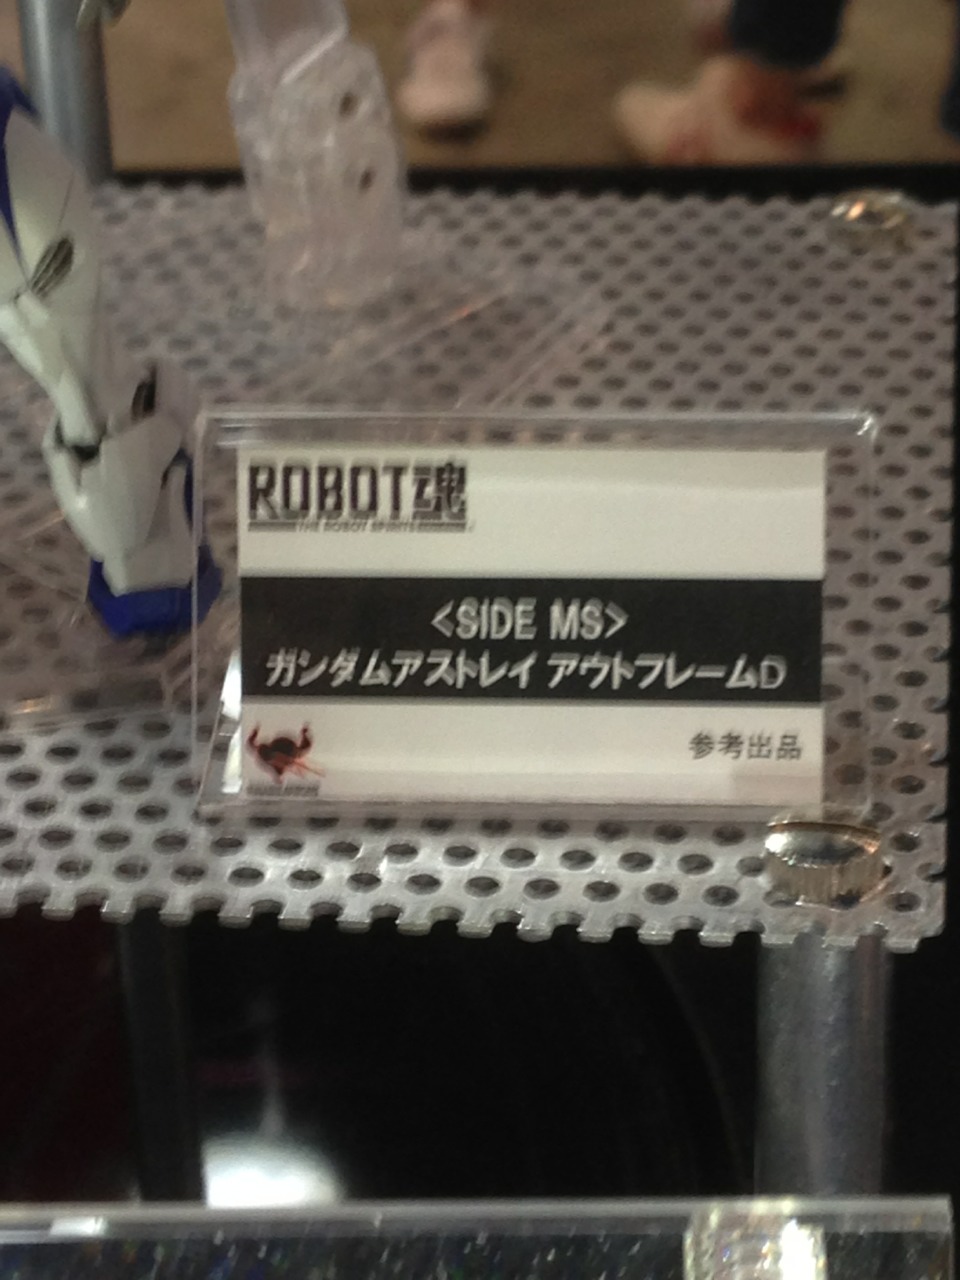 ROBOT魂
THE ROBOT SPIRITS
<SIDE MS>
ガンダムアストレイ アウトフレームD
参考出品